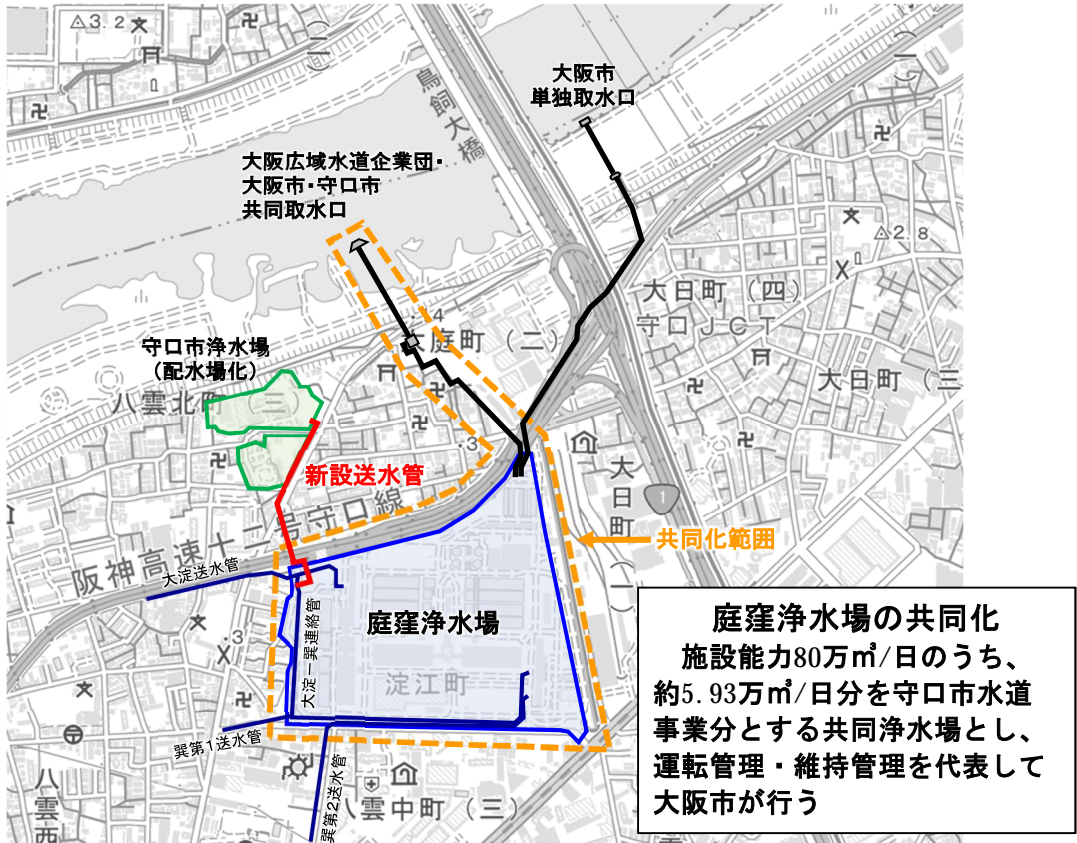 3.2
大阪市
単独取水口
鳥飼大橋
大阪広域水道企業団・
大阪市・守口市
共同取水口
28
大日町（四）
守口JCT
大庭町（二）
大日町（三
守口市浄水場
（配水場化）
八雲北町（三）
新設送水管
大日町（一）
1
共同化範囲
阪神高速十二号守口線
大淀送水管
大淀ー巽連絡管
庭窪浄水場
淀江町
巽第1送水管
巽第2送水管
八雲中町（三）
八雲西
庭窪浄水場の共同化
施設能力80万㎥/日のうち、
約5.93万㎥/日分を守口市水道
事業分とする共同浄水場とし、
運転管理・維持管理を代表して
大阪市が行う